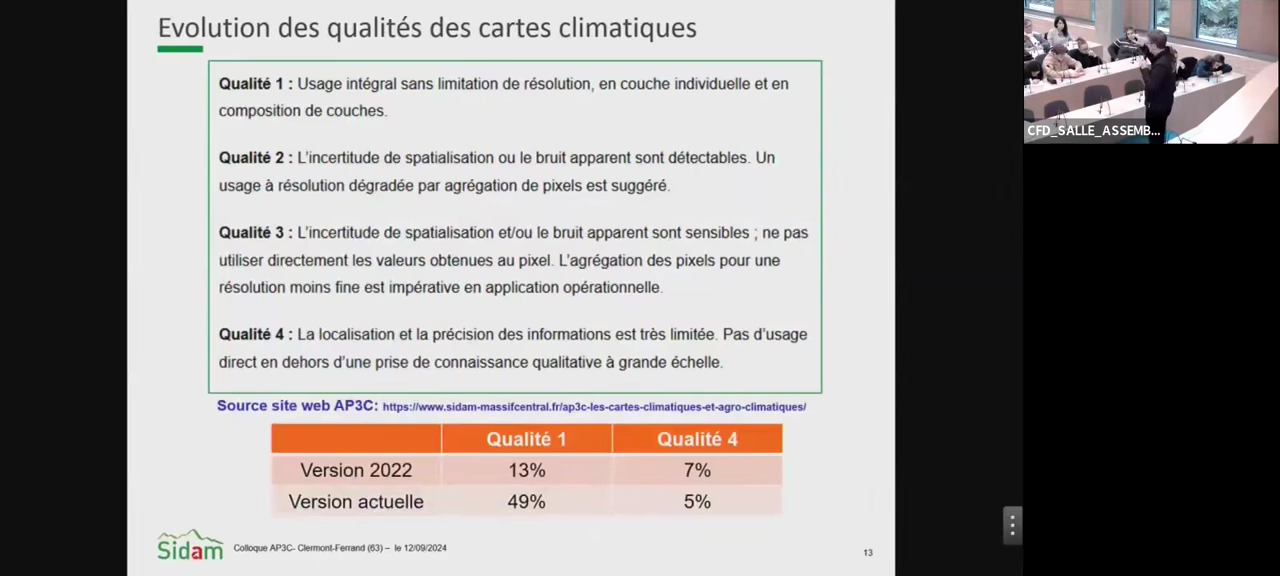 Evolution des qualités des cartes climatiques
Qualité 1 : Usage intégral sans limitation de résolution, en couche individuelle et en
composition de couches.
Qualité 2 : L'incertitude de spatialisation ou le bruit apparent sont détectables. Un
usage à résolution dégradée par agrégation de pixels est suggéré.
Qualité 3 : L'incertitude de spatialisation et/ou le bruit apparent sont sensibles ; ne pas
utiliser directement les valeurs obtenues au pixel. L'agrégation des pixels pour une
résolution moins fine est impérative en application opérationnelle.
Qualité 4 : La localisation et la précision des informations est très limitée. Pas d'usage
direct en dehors d'une prise de connaissance qualitative à grande échelle.
Source site web AP3C: https://www.sidam-massifcentral.fr/ap3c-les-cartes-climatiques-et-agro-climatiques/
Qualité 1 Qualité 4
Version 2022 13% 7%
Version actuelle 49% 5%
Sidam
Colloque AP3C- Clermont-Ferrand (63) – le 12/09/2024
13
CFD_SALLE_ASSEMB...